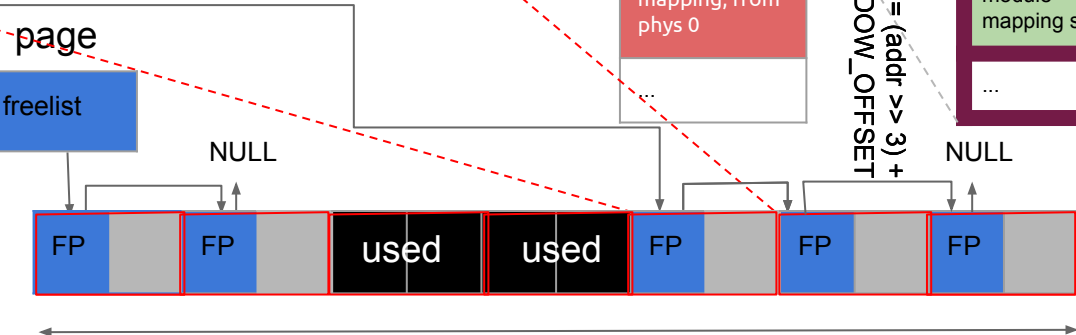 mapping, from
phys 0
...
page
freelist
= (addr >> 3) +
DOW_OFFSET
mapping s
...
NULL
NULL
FP
FP
used
used
FP
FP
FP